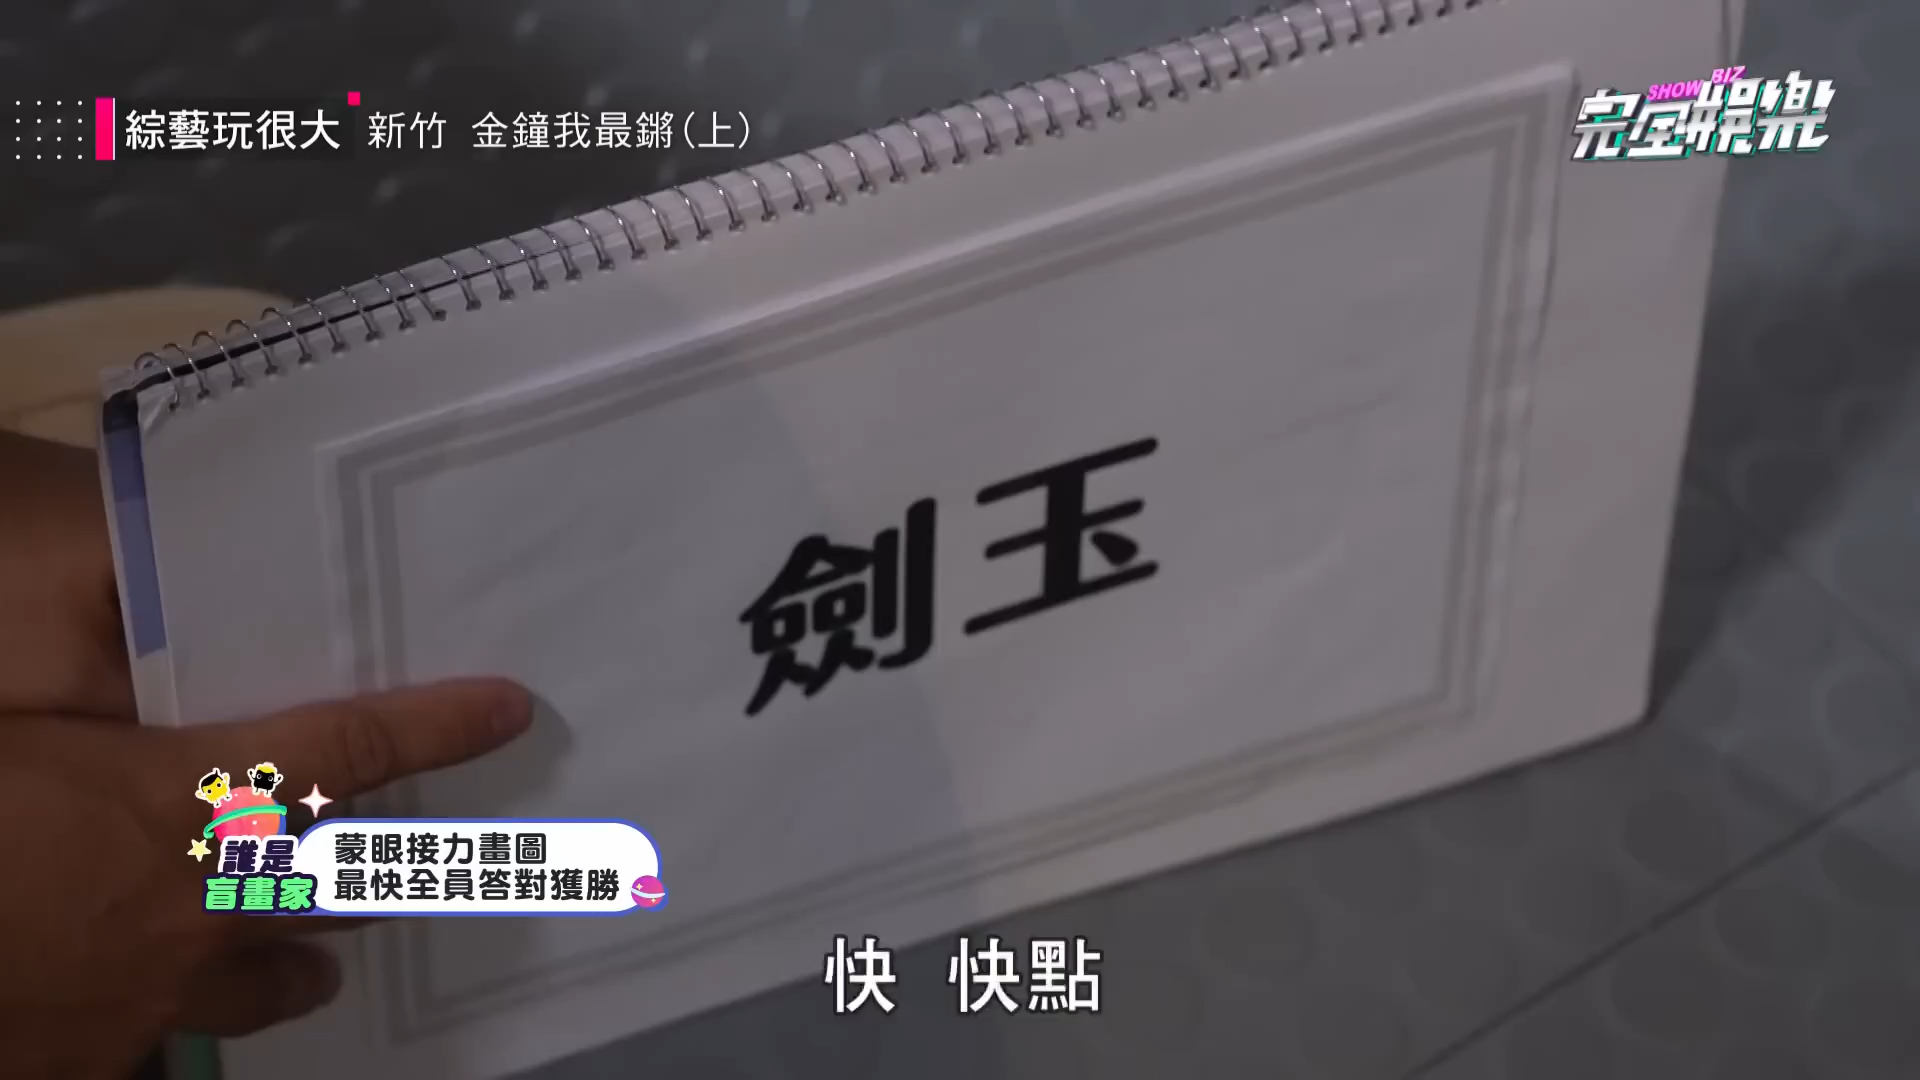 綜藝玩很大 新竹 金鐘我最鏘(上)
SHOW BIZ
完全娛樂
劍玉
誰是
盲畫家
蒙眼接力畫圖
最快全員答對獲勝
快 快點